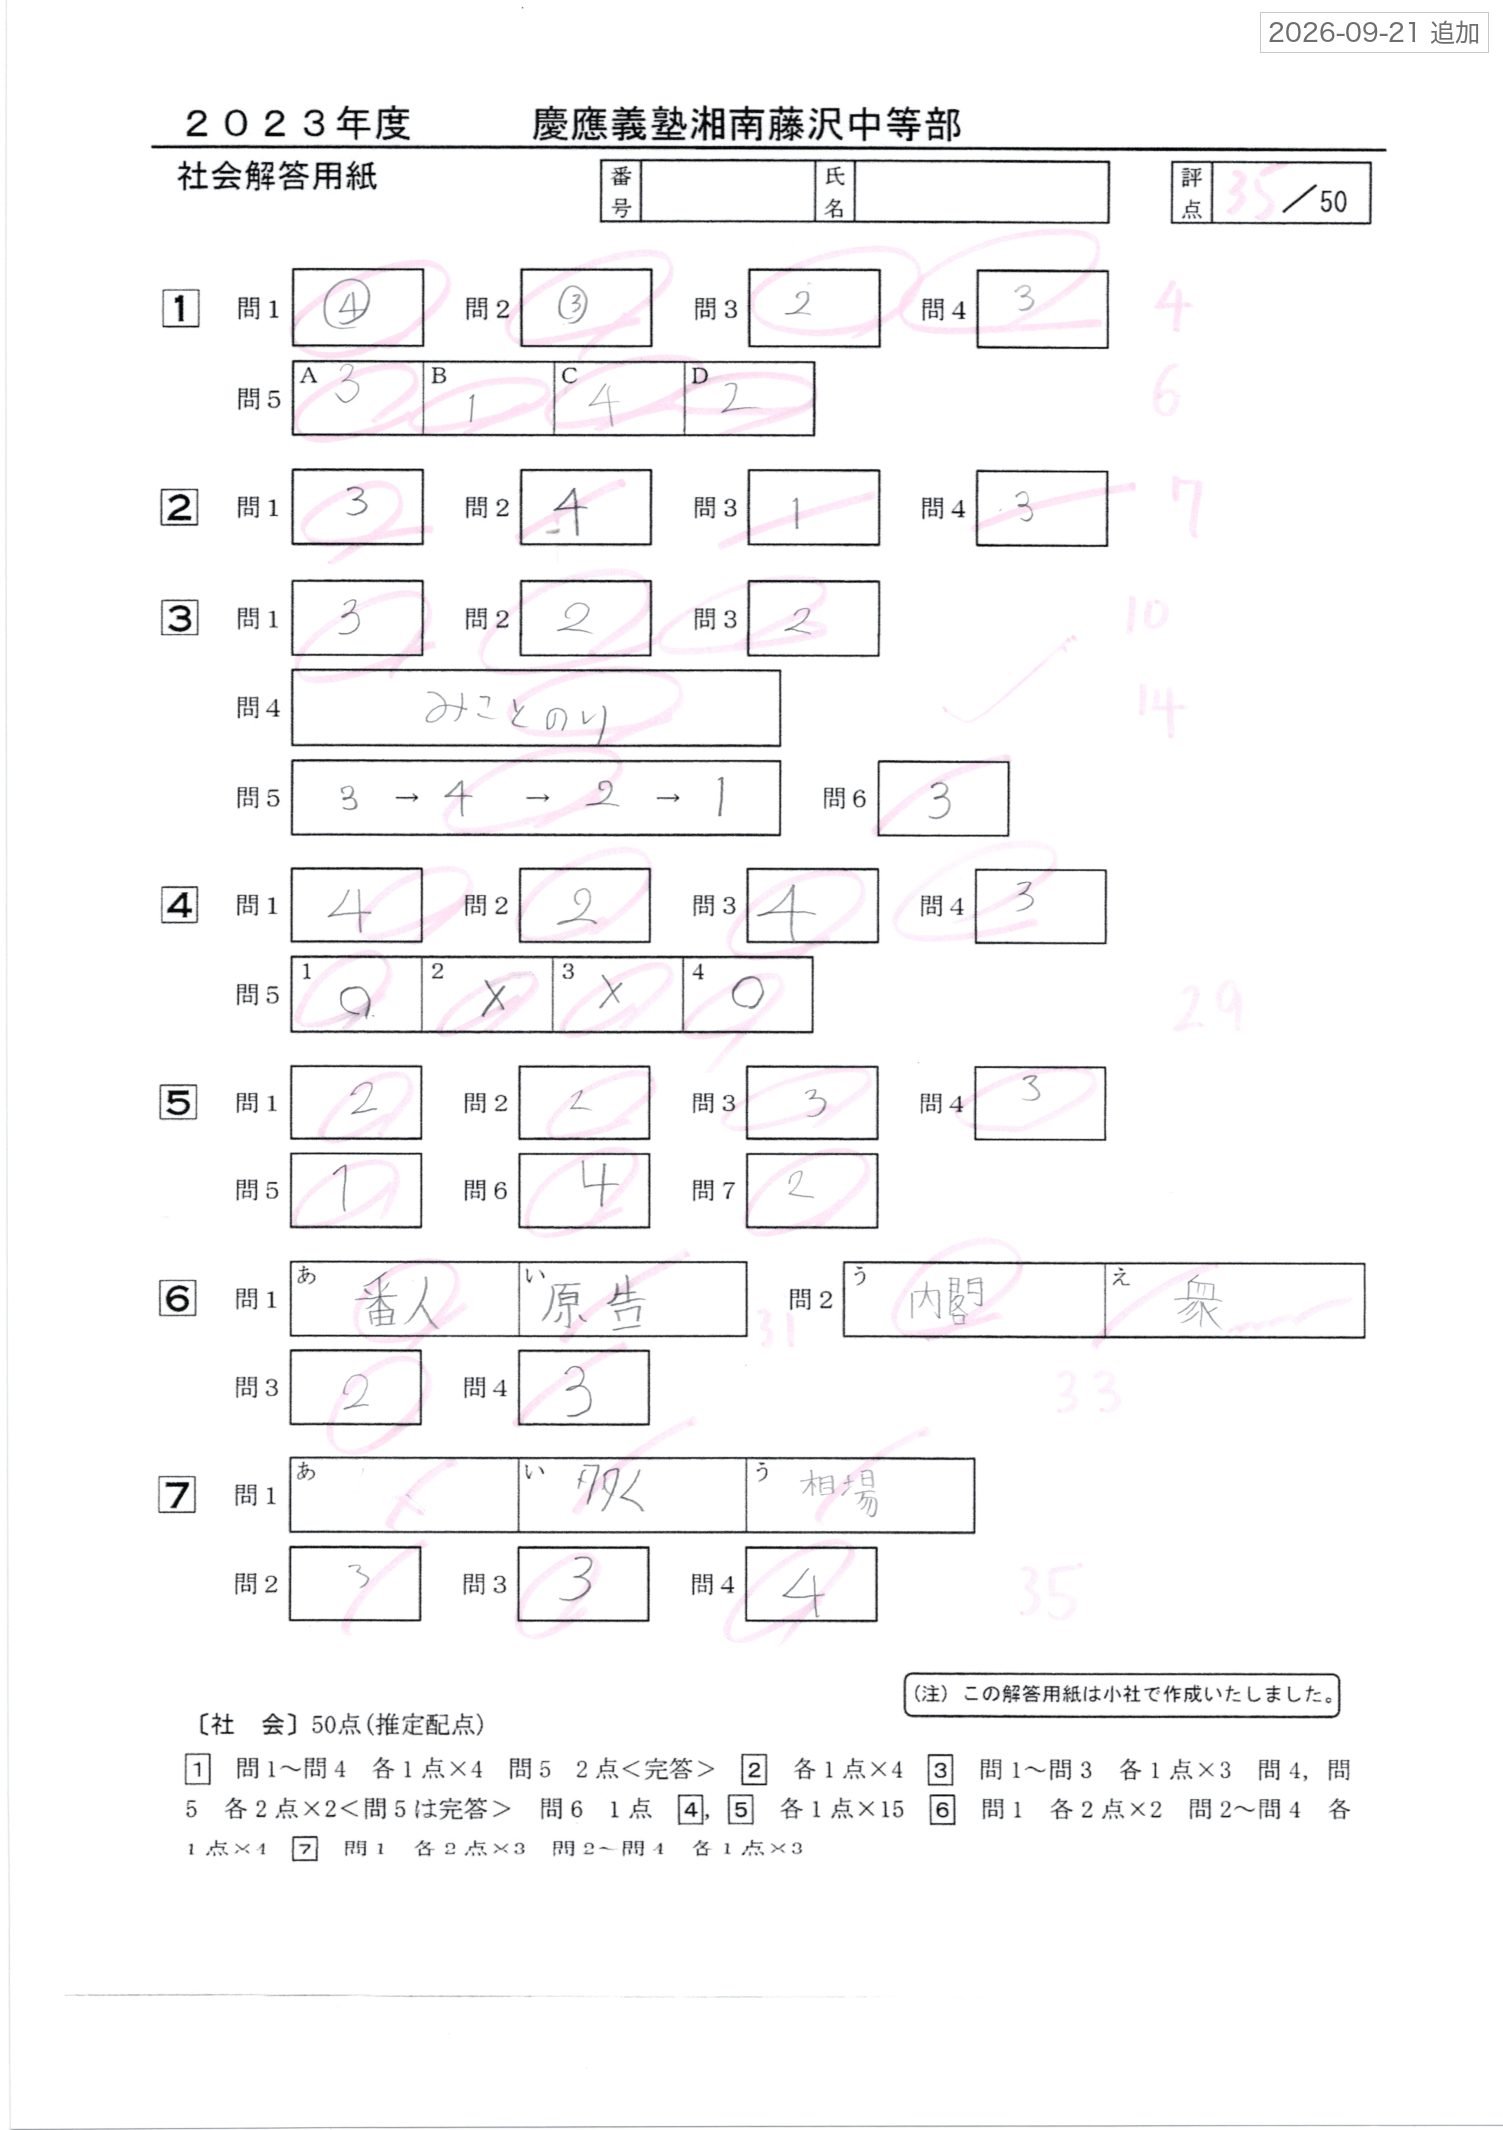 2026-09-21 追加
２０２３年度 慶應義塾湘南藤沢中等部
社会解答用紙 番号 氏名 評点 35／50
1 問1 ④ 問2 ③ 問3 2 問4 3 4
問5 A 3 B 1 C 4 D 2 6
2 問1 3 問2 4 問3 1 問4 3 7
3 問1 3 問2 2 問3 2 10
問4 みことのり 14
問5 3 → 4 → 2 → 1 問6 3
4 問1 4 問2 2 問3 4 問4 3
問5 1 ○ 2 × 3 × 4 ○ 29
5 問1 2 問2 2 問3 3 問4 3
問5 1 問6 4 問7 2
6 問1 あ 番人 い 原告 31 問2 う 内閣 え 衆
問3 2 問4 3 33
7 問1 あ い 多く う 相場
問2 3 問3 3 問4 4 35
（注）この解答用紙は小社で作成いたしました。
〔社　会〕50点(推定配点)
1 問1～問4 各1点×4 問5 2点＜完答＞ 2 各1点×4 3 問1～問3 各1点×3 問4, 問
5 各2点×2＜問5は完答＞ 問6 1点 4, 5 各1点×15 6 問1 各2点×2 問2～問4 各
1点×4 7 問1 各2点×3 問2～問4 各1点×3